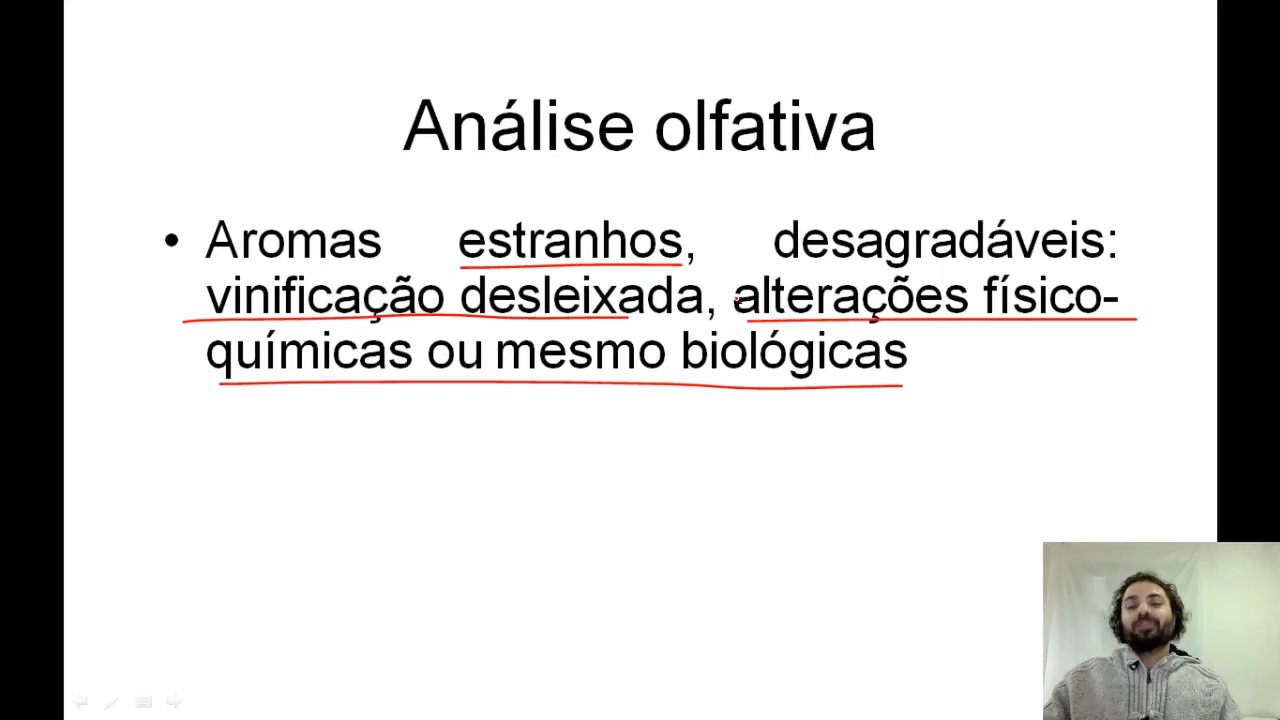 Análise olfativa
• Aromas estranhos, desagradáveis:
vinificação desleixada, alterações físico-
químicas ou mesmo biológicas